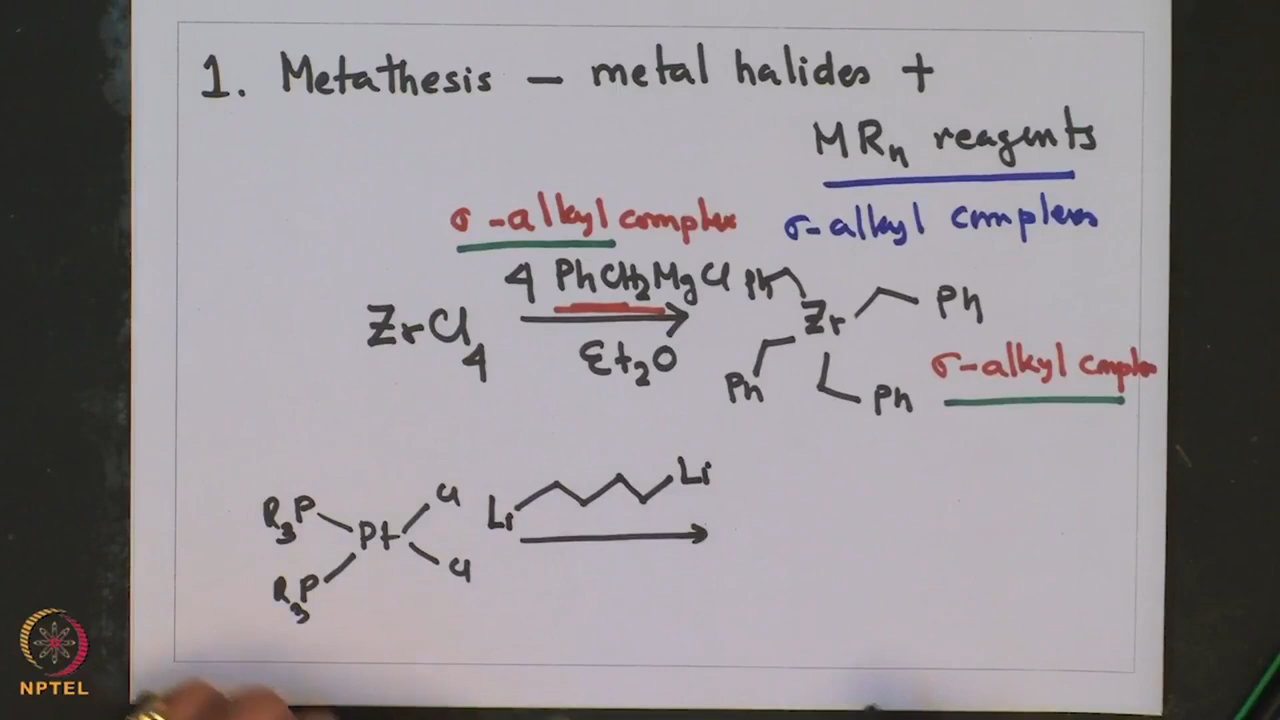 1. Metathesis – metal halides +
MRn reagents
σ-alkyl complex σ-alkyl complexes
4 PhCH₂MgCl
ZrCl₄ → Zr
Et₂O
Ph
Ph
Ph
Ph
σ-alkyl complex
R₃P Pt Cl
R₃P Cl
Li Li →
NPTEL